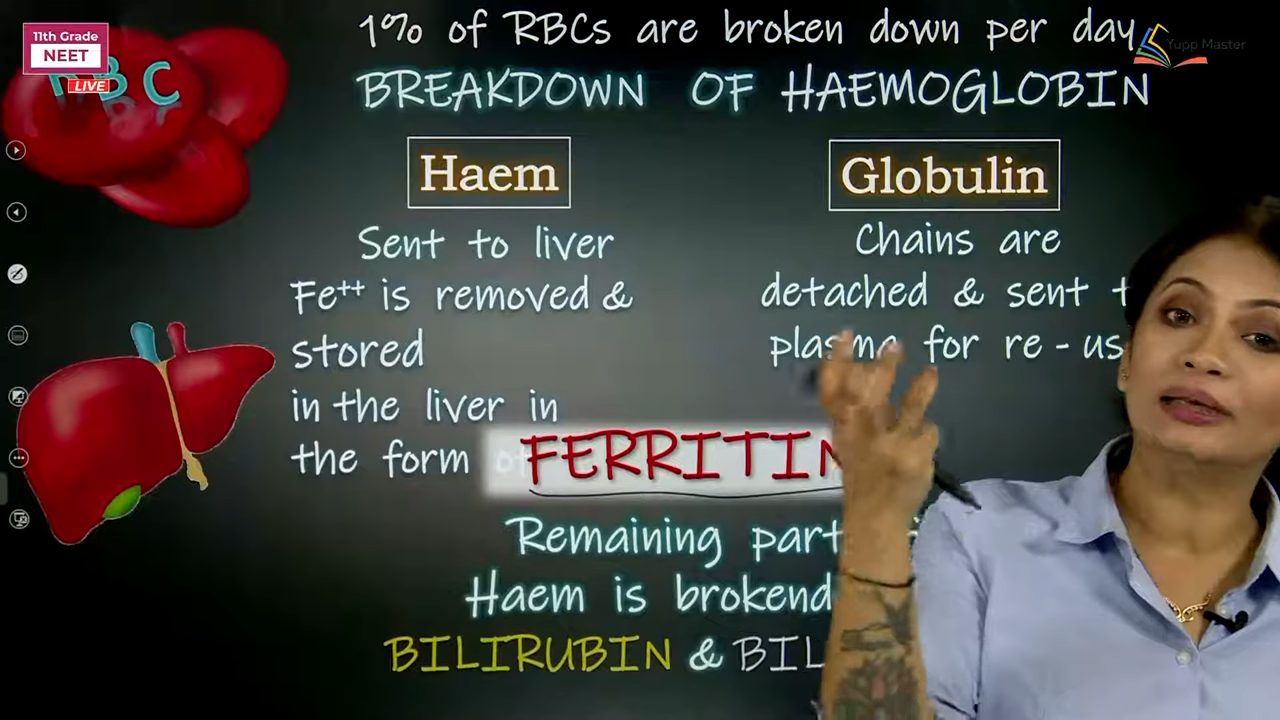 11th Grade
NEET
LIVE
RBC
Yupp Master
1% of RBCs are broken down per day
BREAKDOWN OF HAEMOGLOBIN
Haem
Sent to liver
Fe++ is removed &
stored
in the liver in
the form of FERRITIN
Globulin
Chains are
detached & sent
plasma for re-us
Remaining part
Haem is brokend
BILIRUBIN & BIL